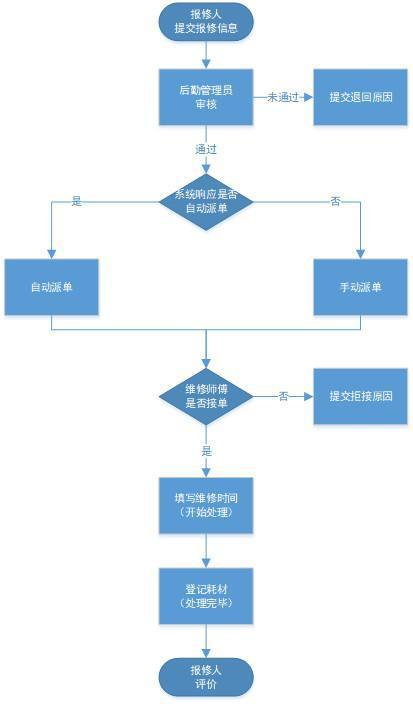 报修人
提交报修信息
后勤管理员
审核
未通过
提交退回原因
通过
系统响应是否
自动派单
是
否
自动派单
手动派单
维修师傅
是否接单
否
提交拒接原因
是
填写维修时间
（开始处理）
登记耗材
（处理完毕）
报修人
评价